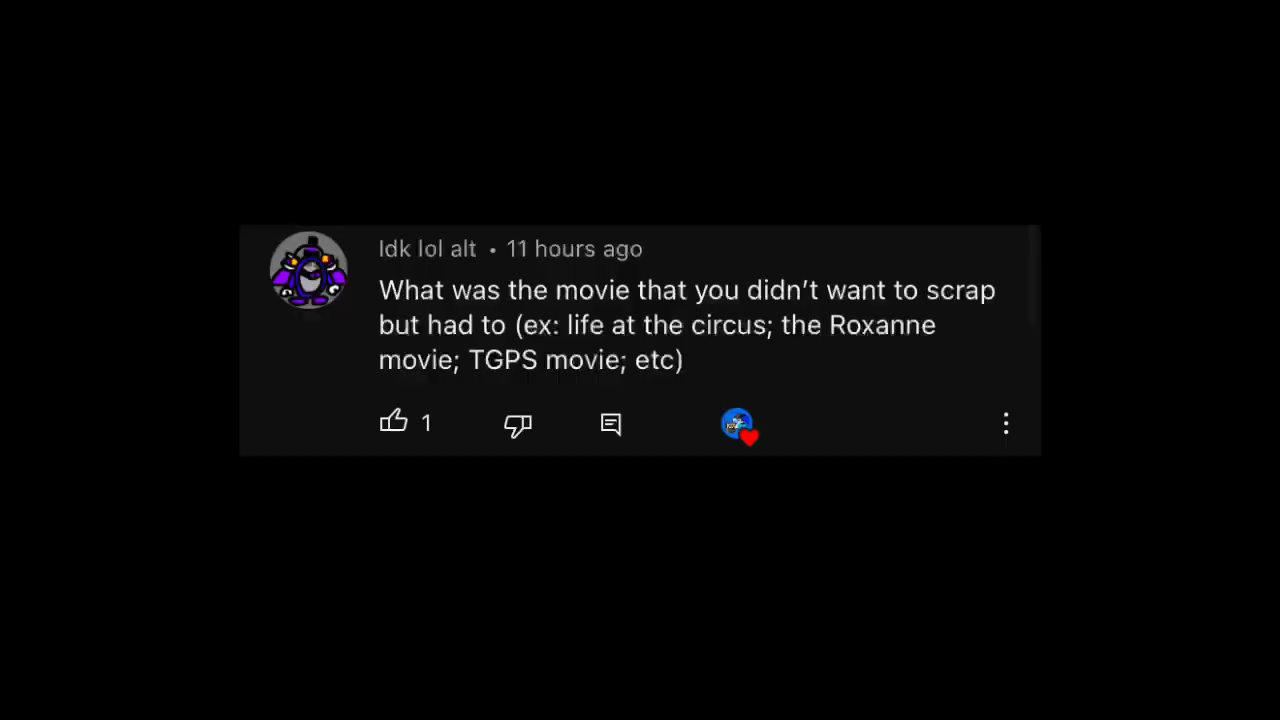 Idk lol alt • 11 hours ago
What was the movie that you didn’t want to scrap
but had to (ex: life at the circus; the Roxanne
movie; TGPS movie; etc)
1